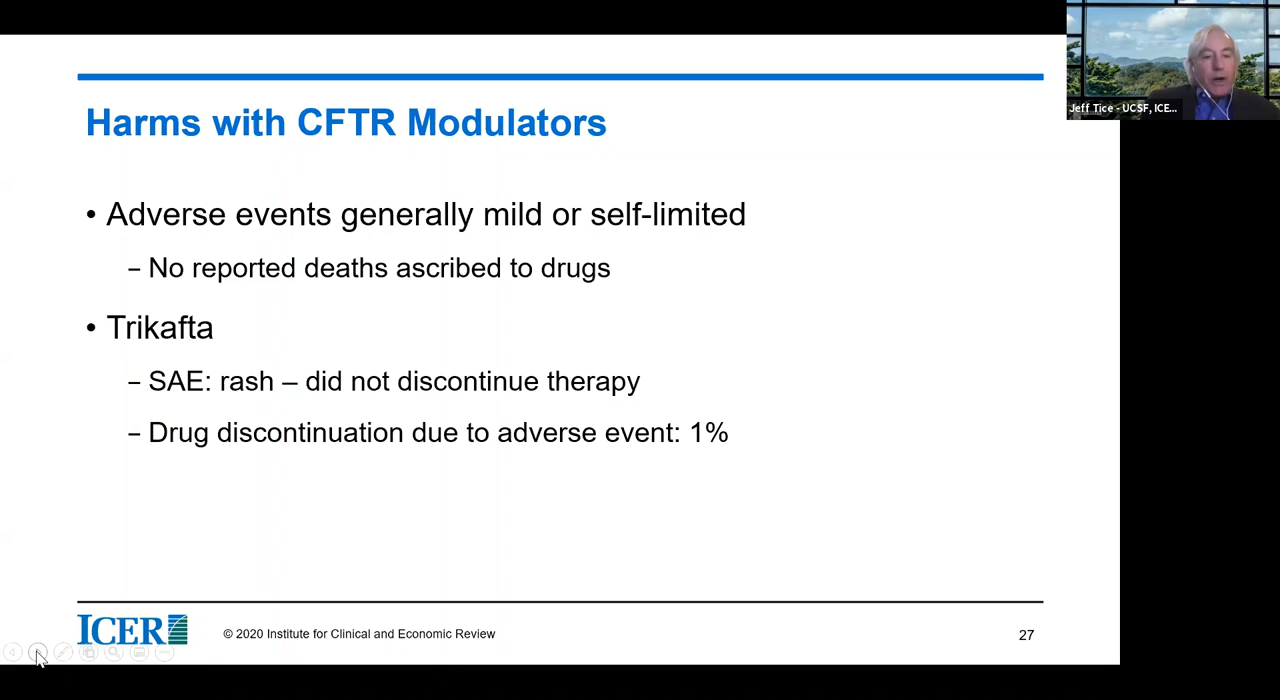 Jeff Tice - UCSF, ICE...
Harms with CFTR Modulators
• Adverse events generally mild or self-limited
– No reported deaths ascribed to drugs
• Trikafta
– SAE: rash – did not discontinue therapy
– Drug discontinuation due to adverse event: 1%
ICER
© 2020 Institute for Clinical and Economic Review
27